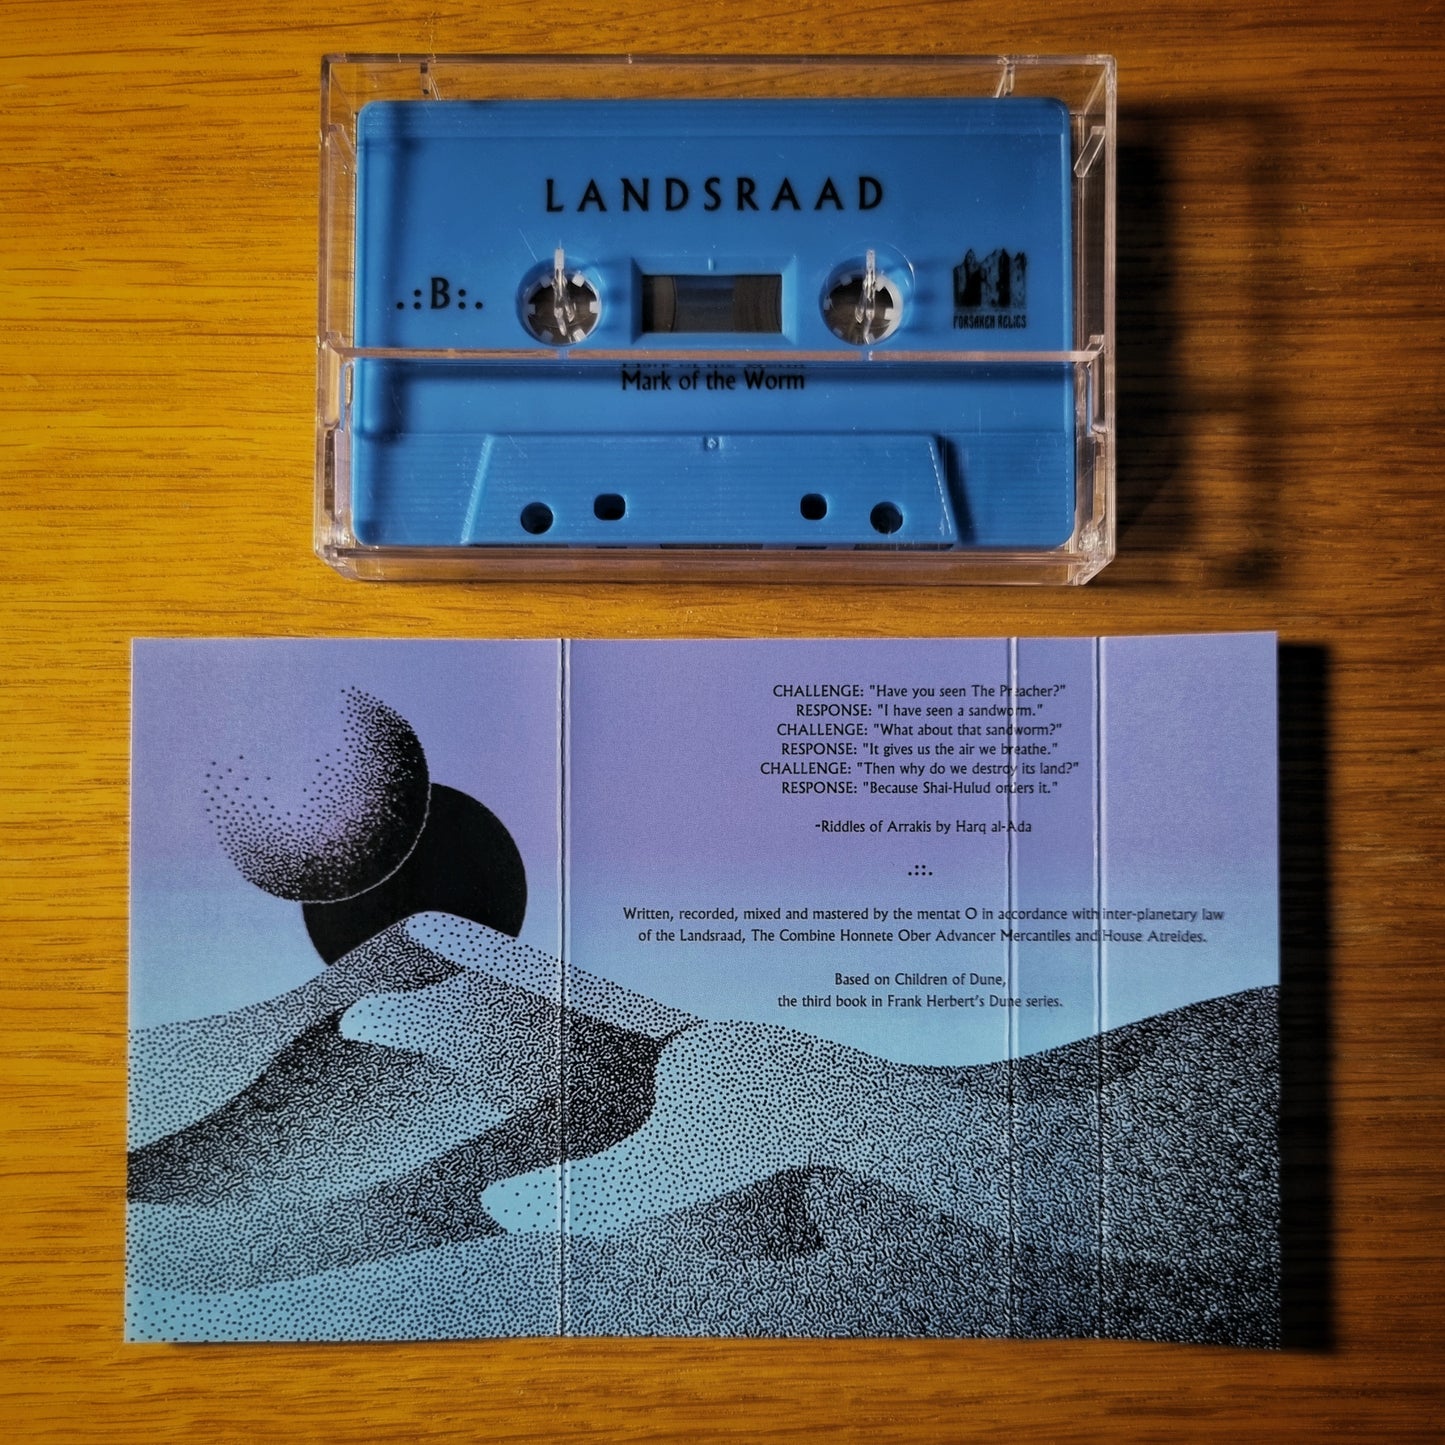 LANDSRAAD
.:B:.
FORSAKEN RELICS
Mark of the Worm
CHALLENGE: "Have you seen The Preacher?"
RESPONSE: "I have seen a sandworm."
CHALLENGE: "What about that sandworm?"
RESPONSE: "It gives us the air we breathe."
CHALLENGE: "Then why do we destroy its land?"
RESPONSE: "Because Shai-Hulud orders it."
-Riddles of Arrakis by Harq al-Ada
.::.
Written, recorded, mixed and mastered by the mentat O in accordance with inter-planetary law
of the Landsraad, The Combine Honnete Ober Advancer Mercantiles and House Atreides.
Based on Children of Dune,
the third book in Frank Herbert's Dune series.